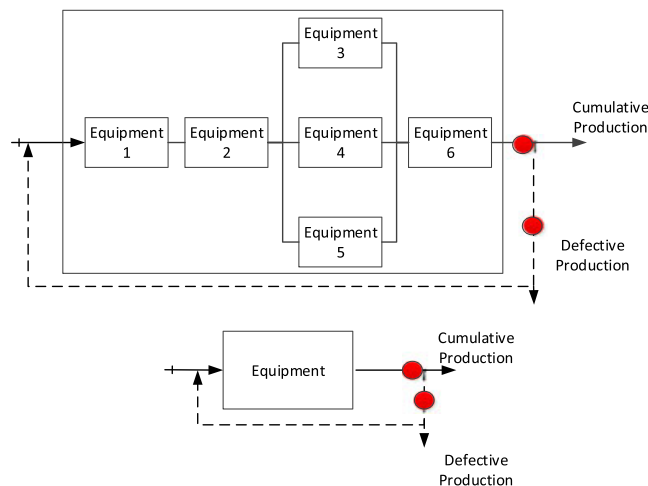 Equipment
3
Cumulative
Production
Equipment
1
Equipment
2
Equipment
4
Equipment
6
Equipment
5
Defective
Production
Cumulative
Production
Equipment
Defective
Production